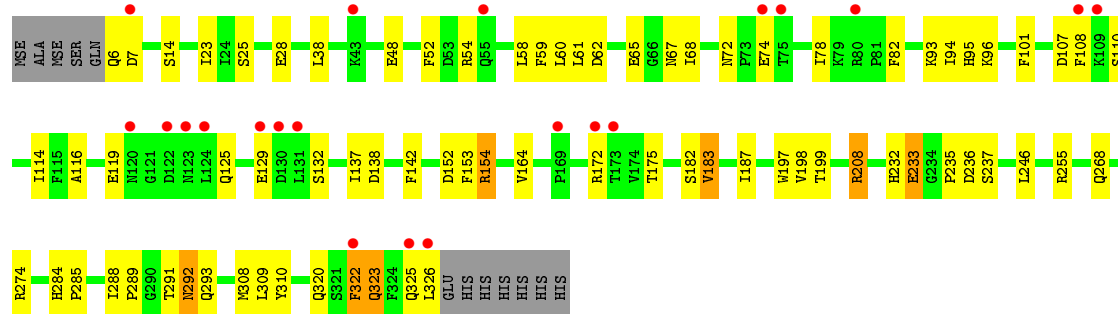 MSE ALA MSE SER GLN Q6 D7 S14 I23 I24 S25 E28 L38 K43 E48 F52 D53 R54 Q55 L58 F59 L60 L61 D62 E65 G66 N67 I68 N72 P73 E74 T75 I78 K79 R80 P81 F82 K93 I94 H95 K96 F101 D107 F108 K109 S110
I114 F115 A116 E119 N120 G121 D122 N123 L124 Q125 E129 D130 L131 S132 I137 D138 F142 D152 F153 R154 V164 P169 R172 T173 V174 T175 S182 V183 I187 W197 V198 T199 R208 H232 E233 G234 P235 D236 S237 L246 R255 Q268
R274 H284 P285 I288 P289 G290 T291 N292 Q293 M308 L309 Y310 Q320 S321 F322 Q323 F324 Q325 L326 GLU HIS HIS HIS HIS HIS HIS